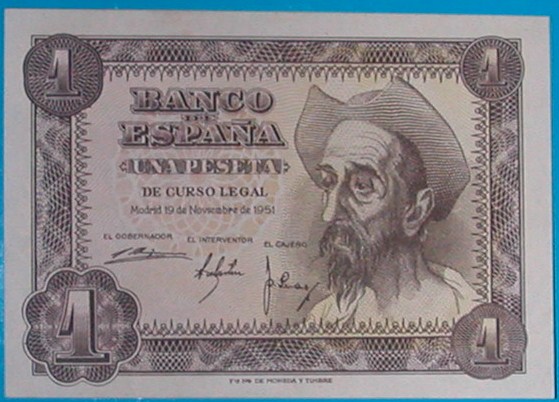 1 1
BANCO
DE
ESPAÑA
UNA PESETA
DE CURSO LEGAL
Madrid 19 de Noviembre de 1951
EL GOBERNADOR EL INTERVENTOR EL CAJERO
1 1
DE MONEDA Y TIMBRE